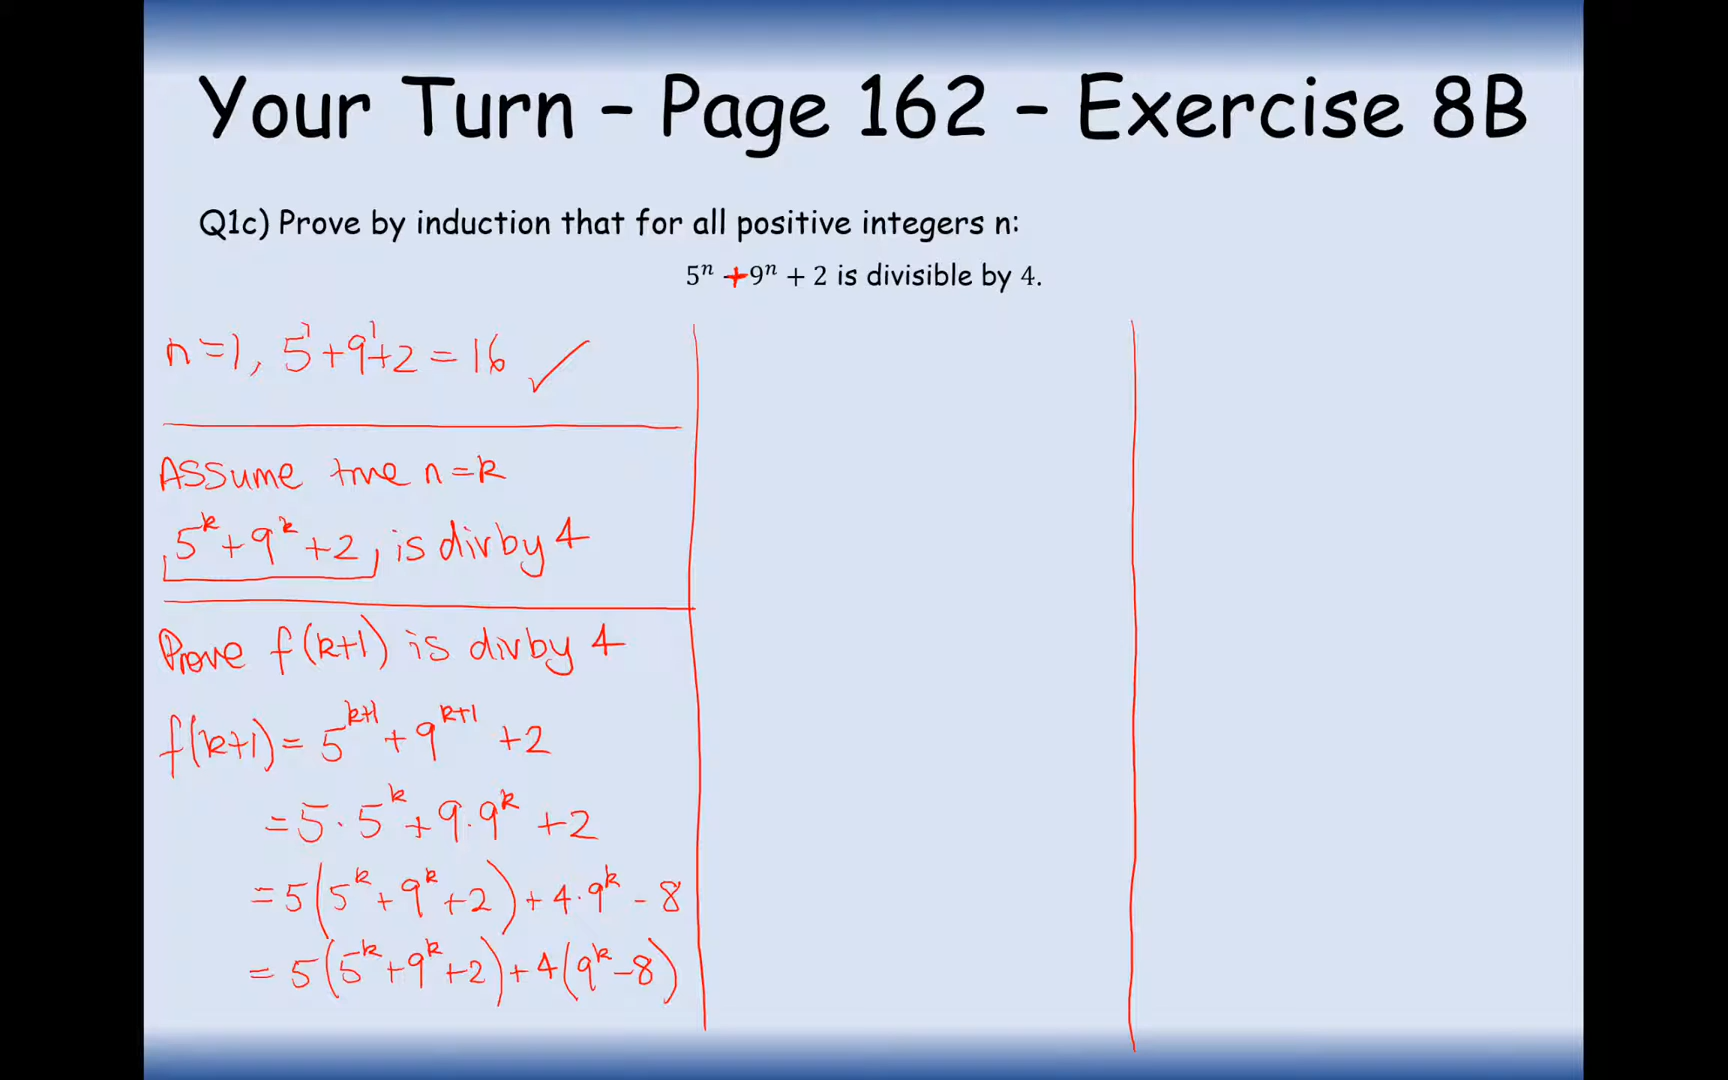 Your Turn – Page 162 – Exercise 8B
Q1c) Prove by induction that for all positive integers n:
5ⁿ + 9ⁿ + 2 is divisible by 4.
n=1, 5¹+9¹+2 = 16 ✓
Assume true n=k
5ᵏ+9ᵏ+2, is div by 4
Prove f(k+1) is div by 4
f(k+1) = 5ᵏ⁺¹ + 9ᵏ⁺¹ +2
= 5·5ᵏ + 9·9ᵏ +2
= 5(5ᵏ+9ᵏ+2) + 4·9ᵏ - 8
= 5(5ᵏ+9ᵏ+2) + 4(9ᵏ-8)